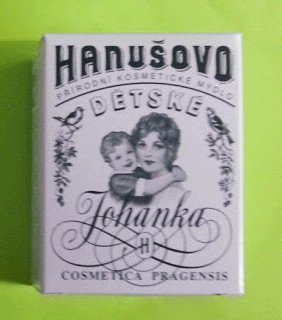 HANUŠOVO
PŘÍRODNÍ KOSMETICKÉ MÝDLO
DĚTSKÉ
Johanka
H
COSMETICA PRAGENSIS